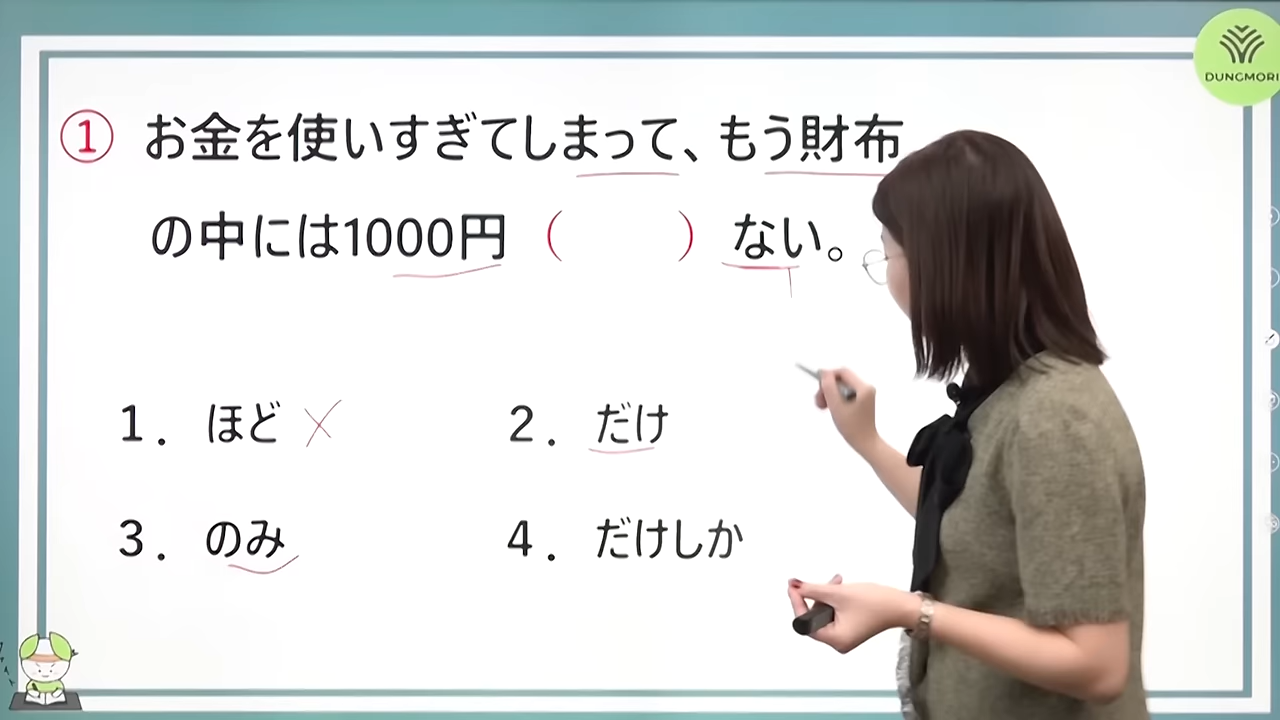 DUNGMORI
① お金を使いすぎてしまって、もう財布
の中には1000円（　　）ない。
1．ほど
2．だけ
3．のみ
4．だけしか